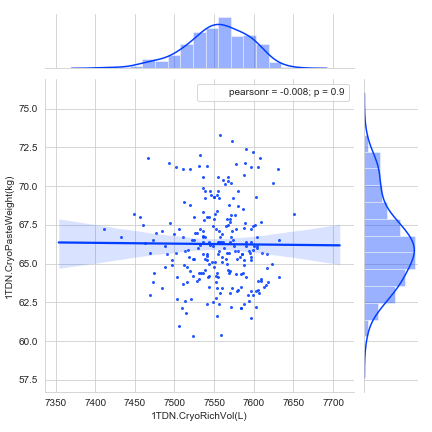 pearsonr = -0.008; p = 0.9
75.0
72.5
70.0
67.5
65.0
62.5
60.0
57.5
1TDN.CryoPasteWeight(kg)
7350 7400 7450 7500 7550 7600 7650 7700
1TDN.CryoRichVol(L)